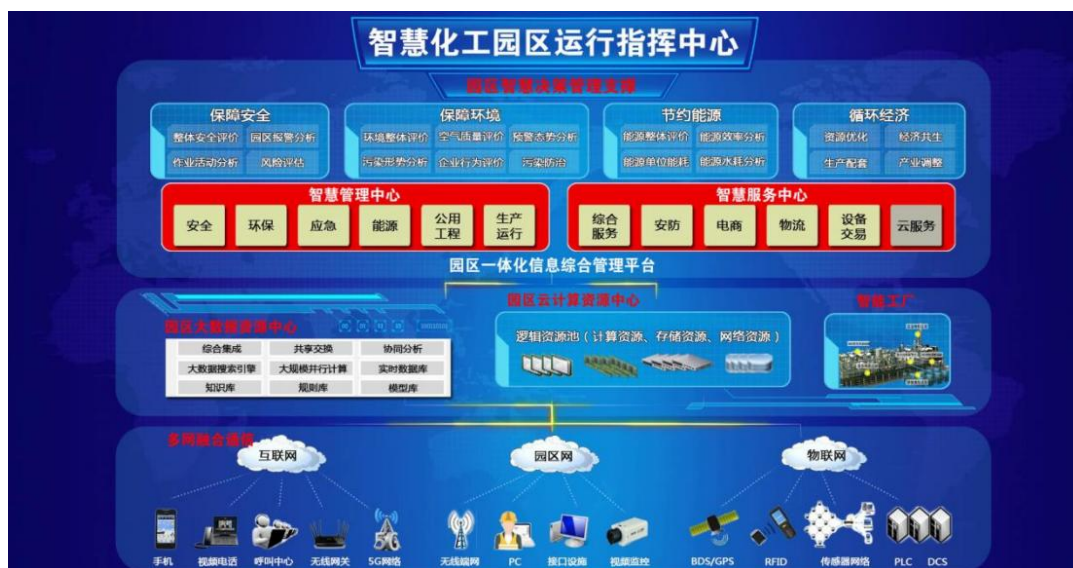 智慧化工园区运行指挥中心
园区智慧决策管理支撑
保障安全
整体安全评价 园区报警分析
作业活动分析 风险评估
保障环境
环境整体评价 空气质量评价 预警态势分析
污染形势分析 企业行为评价 污染防治
节约能源
能源整体评价 能源效率分析
能源单位能耗 能源水耗分析
循环经济
资源优化 经济共生
生产配套 产业调整
智慧管理中心
安全 环保 应急 能源 公用工程 生产运行
智慧服务中心
综合服务 安防 电商 物流 设备交易 云服务
园区一体化信息综合管理平台
园区大数据资源中心
综合集成 共享交换 协同分析
大数据搜索引擎 大规模并行计算 实时数据库
知识库 规则库 模型库
园区云计算资源中心
逻辑资源池（计算资源、存储资源、网络资源）
智能工厂
多网融合通信
互联网 园区网 物联网
5G
手机 视频电话 呼叫中心 无线网关 5G网络 无线端网 PC 接口设施 视频监控 BDS/GPS RFID 传感器网络 PLC DCS